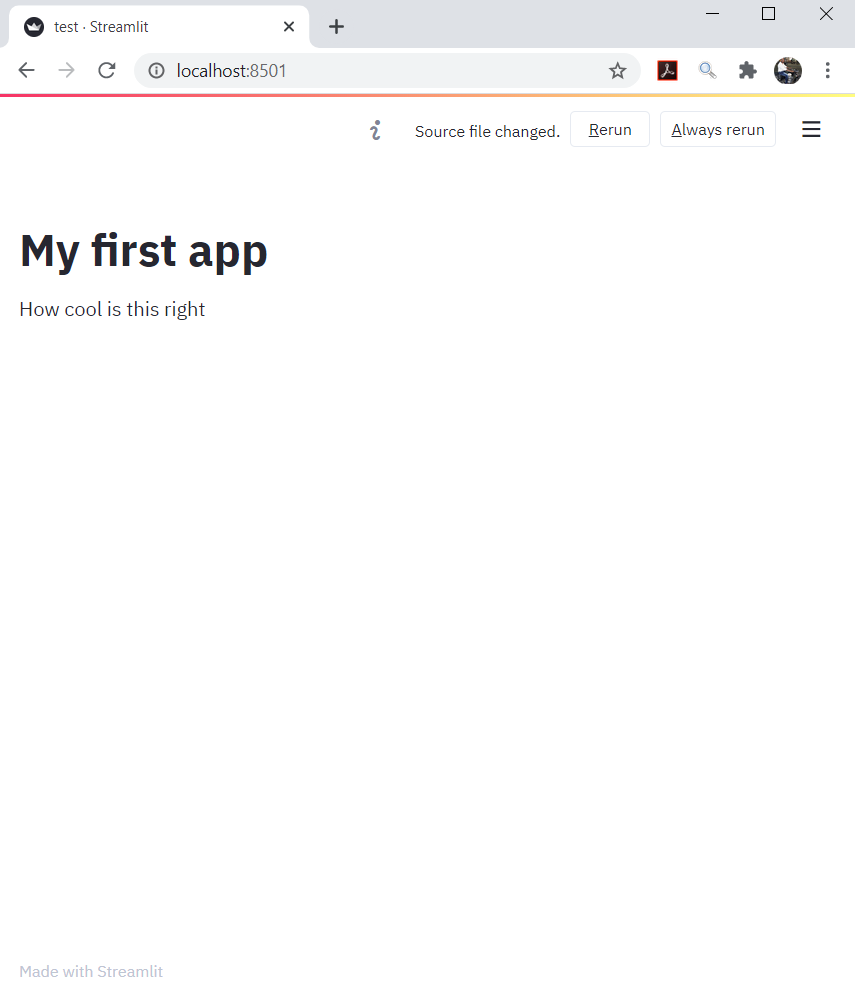 test · Streamlit
localhost:8501
Source file changed. Rerun Always rerun
My first app
How cool is this right
Made with Streamlit